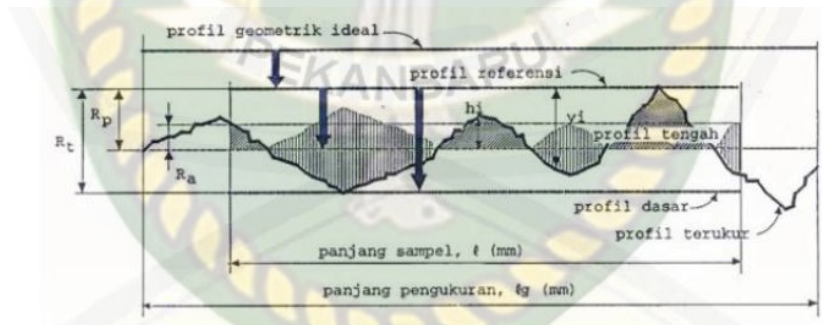 profil geometrik ideal
PEKANBARU
profil referensi
Rp
hi
yi
profil tengah
Rt
Ra
profil dasar
profil terukur
panjang sampel, ℓ (mm)
panjang pengukuran, ℓg (mm)